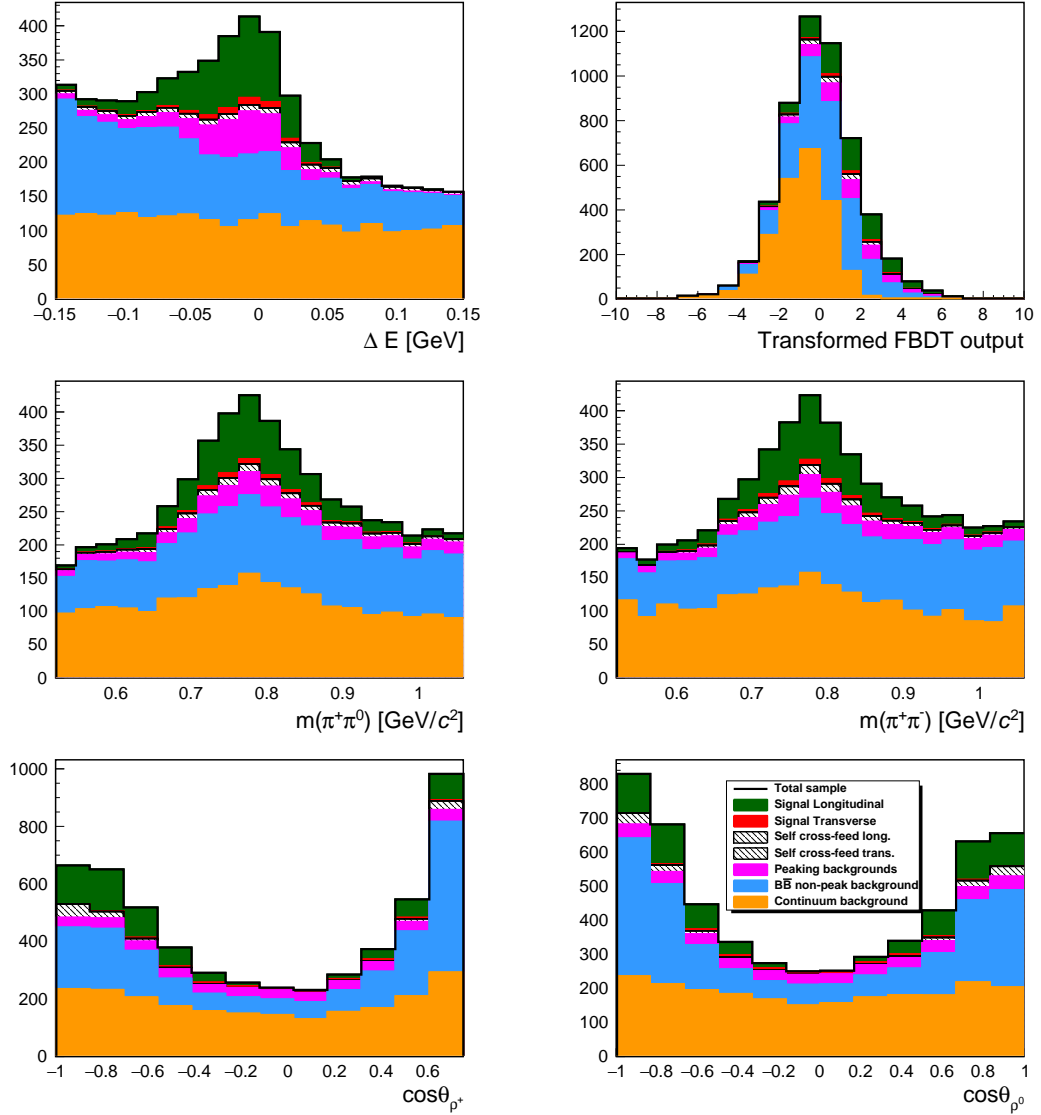 400
350
300
250
200
150
100
50
0
−0.15 −0.1 −0.05 0 0.05 0.1 0.15
Δ E [GeV]
1200
1000
800
600
400
200
0
−10 −8 −6 −4 −2 0 2 4 6 8 10
Transformed FBDT output
400
350
300
250
200
150
100
50
0
0.6 0.7 0.8 0.9 1
m(π⁺π⁰) [GeV/c²]
400
350
300
250
200
150
100
50
0
0.6 0.7 0.8 0.9 1
m(π⁺π⁻) [GeV/c²]
1000
800
600
400
200
0
−1 −0.8 −0.6 −0.4 −0.2 0 0.2 0.4 0.6
cosθρ⁺
800
700
600
500
400
300
200
100
0
−1 −0.8 −0.6 −0.4 −0.2 0 0.2 0.4 0.6 0.8 1
cosθρ⁰
Total sample
Signal Longitudinal
Signal Transverse
Self cross-feed long.
Self cross-feed trans.
Peaking backgrounds
BB̅ non-peak background
Continuum background